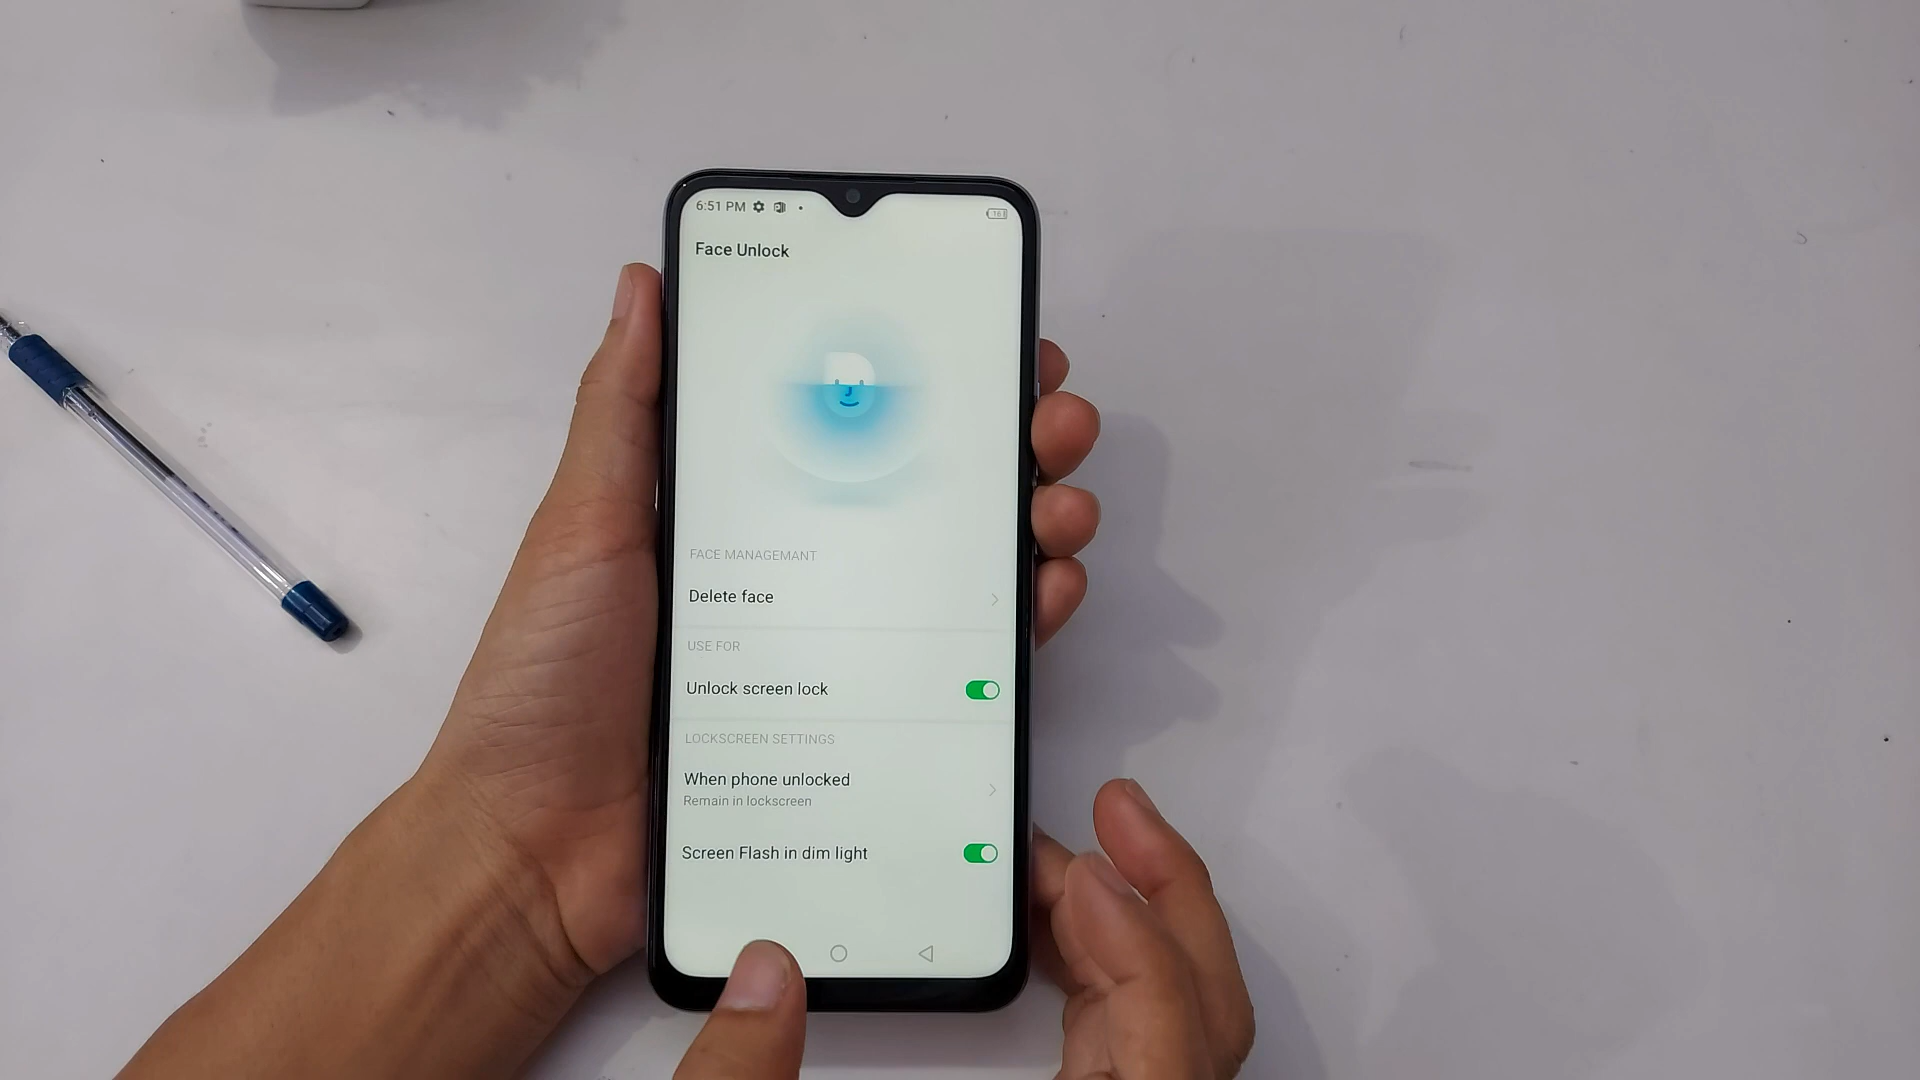 6:51 PM
16
Face Unlock
FACE MANAGEMANT
Delete face
USE FOR
Unlock screen lock
LOCKSCREEN SETTINGS
When phone unlocked
Remain in lockscreen
Screen Flash in dim light